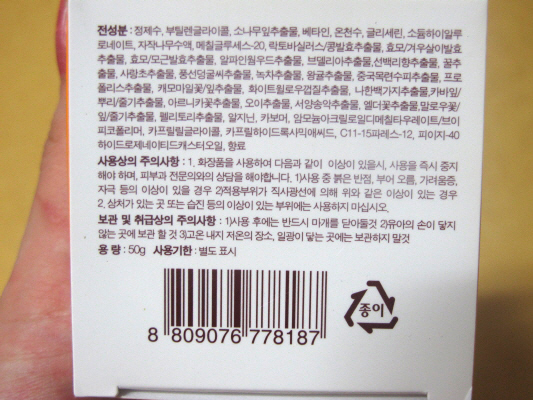 전성분 : 정제수, 부틸렌글라이콜, 소나무잎추출물, 베타인, 온천수, 글리세린, 소듐하이알루
로네이트, 자작나무수액, 메칠글루세스-20, 락토바실러스/콩발효추출물, 효모/겨우살이발효
추출물, 효모/모근발효추출물, 알파인웜우드추출물, 브델리아추출물,선백리향추출물, 꿀추
출물, 사랑초추출물, 풍선덩굴씨추출물, 녹차추출물, 왕귤추출물, 중국목련수피추출물, 프로
폴리스추출물, 캐모마일꽃/잎추출물, 화이트윌로우껍질추출물, 나한백가지추출물,카바잎/
뿌리/줄기추출물, 아르니카꽃추출물, 오이추출물, 서양송악추출물, 엘더꽃추출물,말로우꽃/
잎/줄기추출물, 펠리토리추출물, 알지닌, 카보머, 암모늄아크릴로일디메칠타우레이트/브이
피코폴리머, 카프릴릴글라이콜, 카프릴하이드록사믹애씨드, C11-15파레스-12, 피이지-40
하이드로제네이티드캐스터오일, 향료
사용상의 주의사항 : 1. 화장품을 사용하여 다음과 같이 이상이 있을시, 사용을 즉시 중지
해야 하며, 피부과 전문의와의 상담을 해야합니다. 1)사용 중 붉은 반점, 부어 오름, 가려움증,
자극 등의 이상이 있을 경우 2)적용부위가 직사광선에 의해 위와 같은 이상이 있는 경우
2, 상처가 있는 곳 또는 습진 등의 이상이 있는 부위에는 사용하지 마십시오.
보관 및 취급상의 주의사항 : 1)사용 후에는 반드시 마개를 닫아둘것 2)유아의 손이 닿지
않는 곳에 보관 할 것 3)고온 내지 저온의 장소, 일광이 닿는 곳에는 보관하지 말것
용 량 : 50g 사용기한 : 별도 표시
종이
8 809076 778187